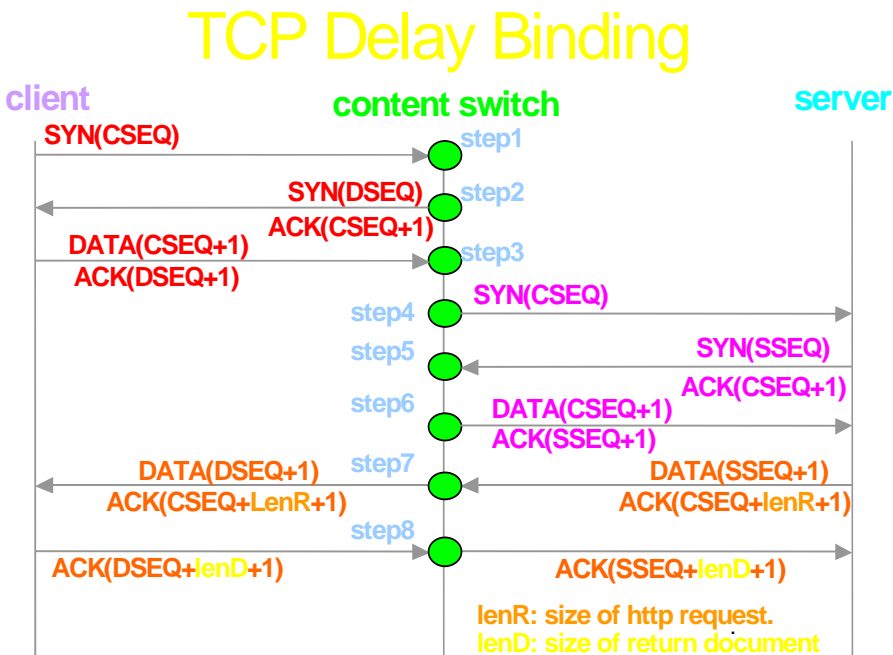 TCP Delay Binding
client
content switch
server
SYN(CSEQ)
step1
SYN(DSEQ)
step2
ACK(CSEQ+1)
DATA(CSEQ+1)
step3
ACK(DSEQ+1)
step4
SYN(CSEQ)
step5
SYN(SSEQ)
ACK(CSEQ+1)
step6
DATA(CSEQ+1)
ACK(SSEQ+1)
step7
DATA(DSEQ+1)
DATA(SSEQ+1)
ACK(CSEQ+LenR+1)
ACK(CSEQ+lenR+1)
step8
ACK(DSEQ+lenD+1)
ACK(SSEQ+lenD+1)
lenR: size of http request.
lenD: size of return document